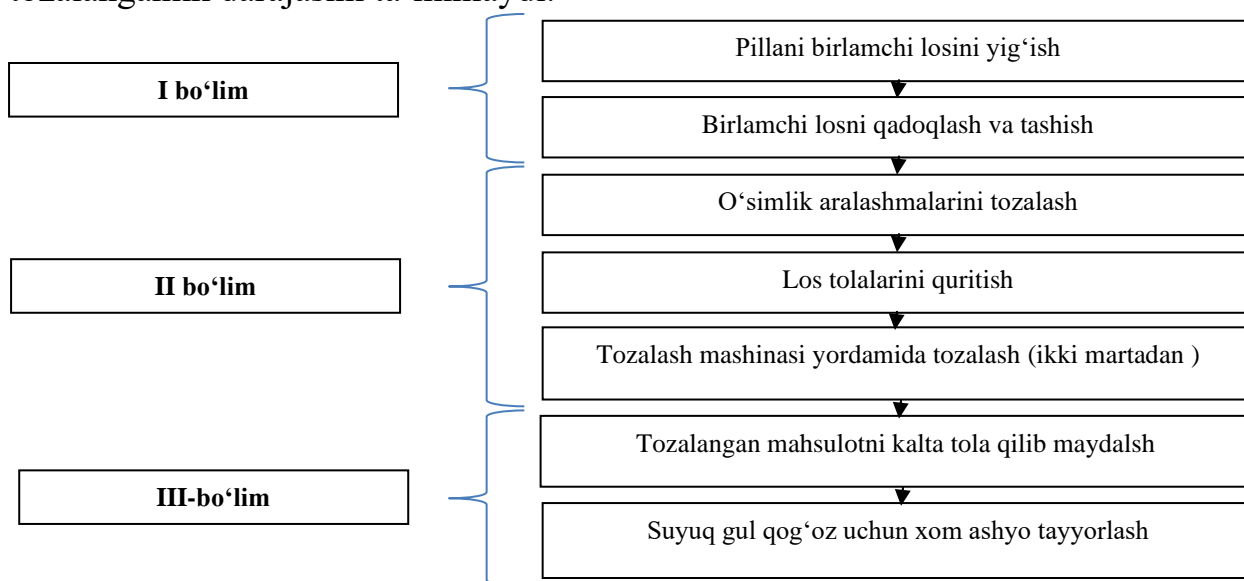 Pillani birlamchi losini yig‘ish
I bo‘lim
Birlamchi losni qadoqlash va tashish
O‘simlik aralashmalarini tozalash
II bo‘lim
Los tolalarini quritish
Tozalash mashinasi yordamida tozalash (ikki martadan )
Tozalangan mahsulotni kalta tola qilib maydalsh
III-bo‘lim
Suyuq gul qog‘oz uchun xom ashyo tayyorlash